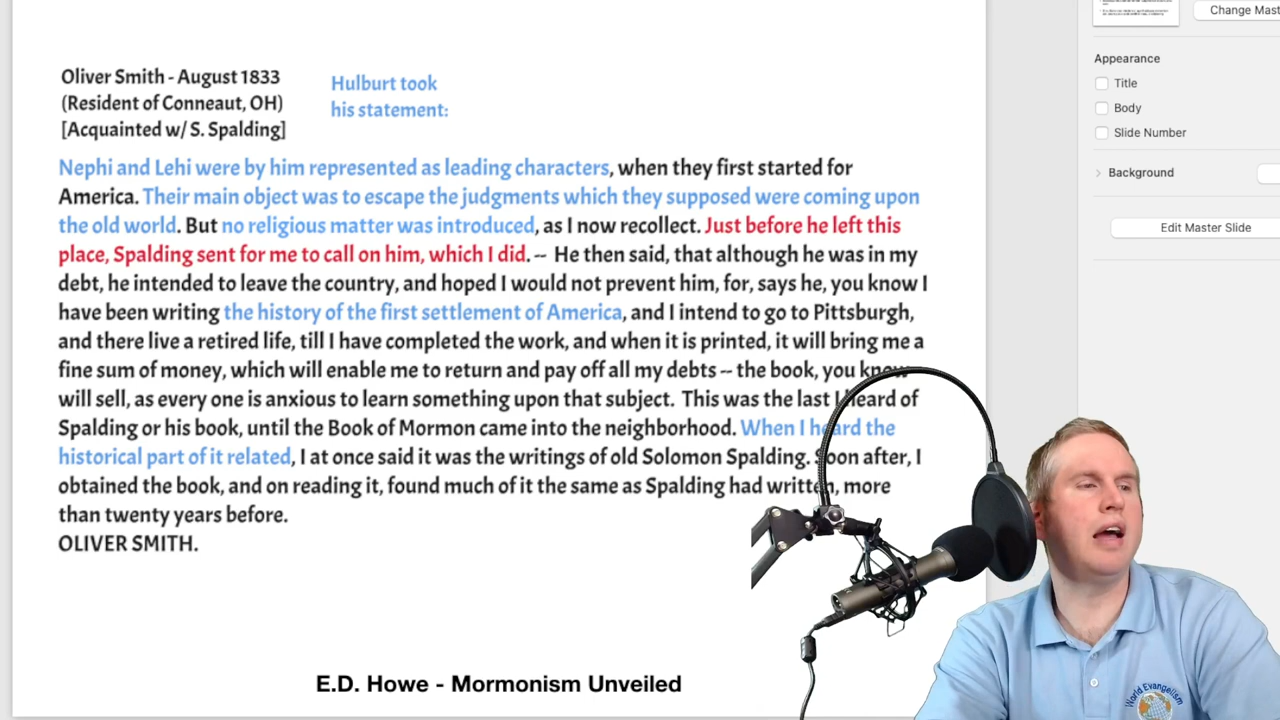 Oliver Smith - August 1833
(Resident of Conneaut, OH)
[Acquainted w/ S. Spalding]
Hulburt took
his statement:
Nephi and Lehi were by him represented as leading characters, when they first started for
America. Their main object was to escape the judgments which they supposed were coming upon
the old world. But no religious matter was introduced, as I now recollect. Just before he left this
place, Spalding sent for me to call on him, which I did. -- He then said, that although he was in my
debt, he intended to leave the country, and hoped I would not prevent him, for, says he, you know I
have been writing the history of the first settlement of America, and I intend to go to Pittsburgh,
and there live a retired life, till I have completed the work, and when it is printed, it will bring me a
fine sum of money, which will enable me to return and pay off all my debts -- the book, you know
will sell, as every one is anxious to learn something upon that subject. This was the last I heard of
Spalding or his book, until the Book of Mormon came into the neighborhood. When I heard the
historical part of it related, I at once said it was the writings of old Solomon Spalding. Soon after, I
obtained the book, and on reading it, found much of it the same as Spalding had written, more
than twenty years before.
OLIVER SMITH.
E.D. Howe - Mormonism Unveiled
Change Mast
Appearance
Title
Body
Slide Number
Background
Edit Master Slide
World Evangelism